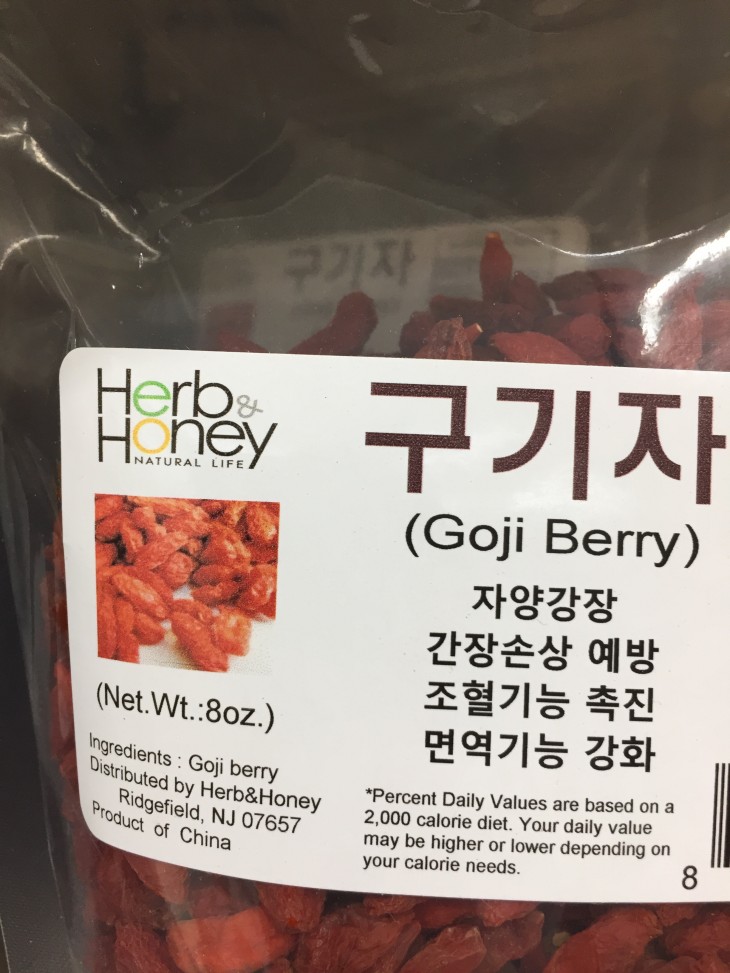 구기자
Herb &
Honey
NATURAL LIFE
구기자
(Goji Berry)
자양강장
간장손상 예방
조혈기능 촉진
면역기능 강화
(Net.Wt.:8oz.)
Ingredients : Goji berry
Distributed by Herb&Honey
Ridgefield, NJ 07657
Product of China
*Percent Daily Values are based on a
2,000 calorie diet. Your daily value
may be higher or lower depending on
your calorie needs.
8